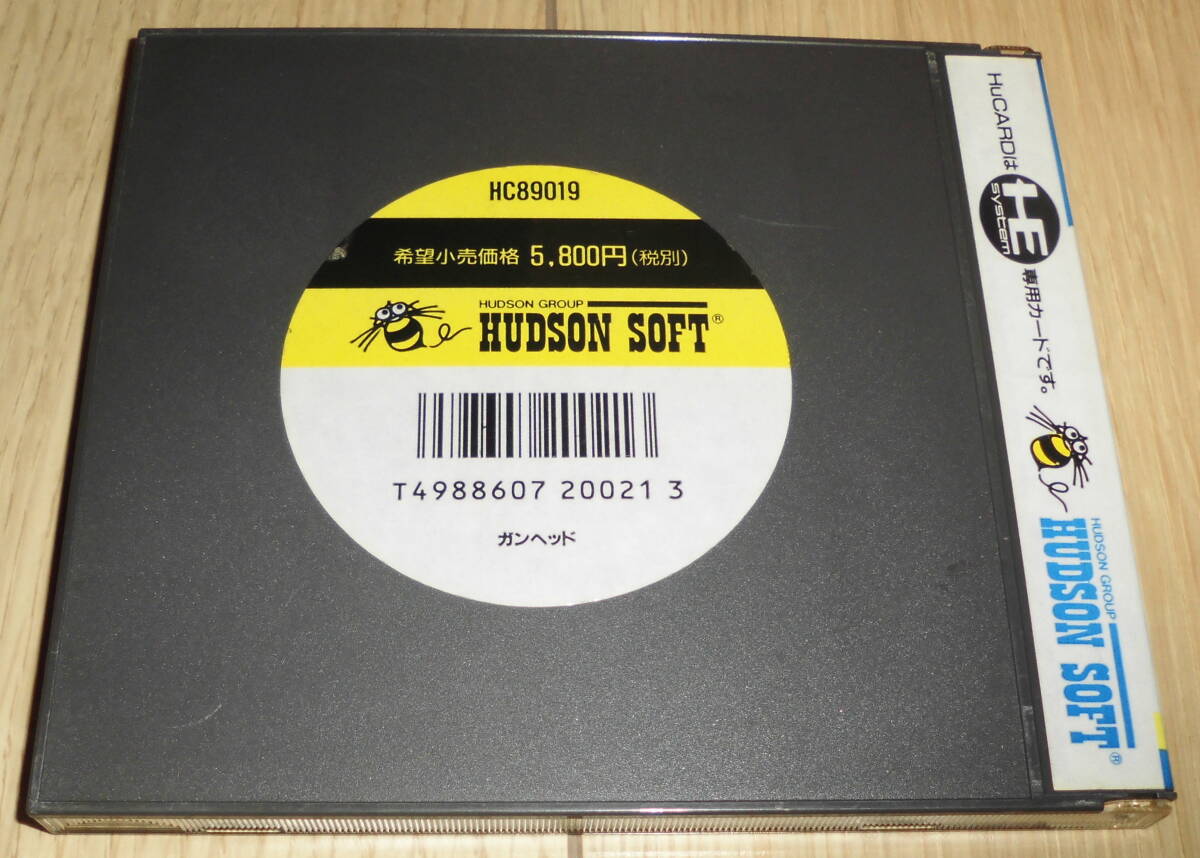 HC89019
希望小売価格 5,800円(税別)
HUDSON GROUP
HUDSON SOFT®
T4988607 20021 3
ガンヘッド
HuCARDは HE system 専用カードです。
HUDSON GROUP
HUDSON SOFT®